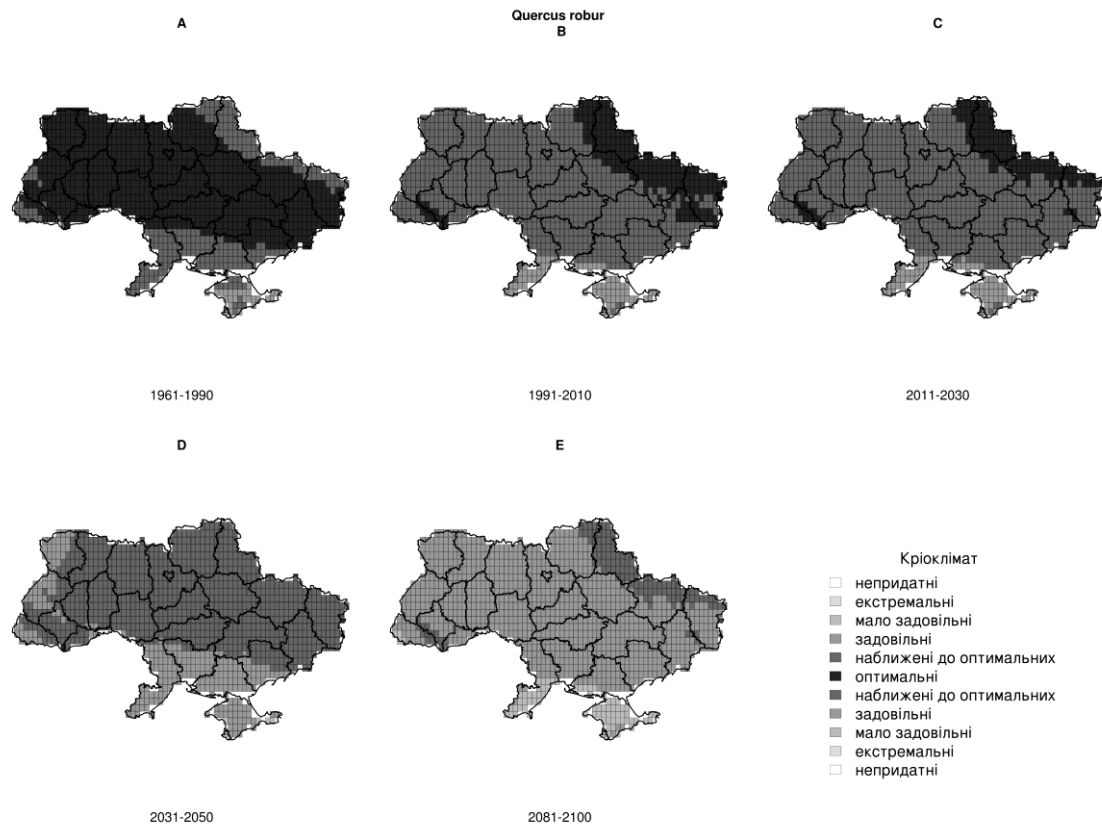 Quercus robur
A
B
C
1961-1990
1991-2010
2011-2030
D
E
2031-2050
2081-2100
Кріоклімат
непридатні
екстремальні
мало задовільні
задовільні
наближені до оптимальних
оптимальні
наближені до оптимальних
задовільні
мало задовільні
екстремальні
непридатні